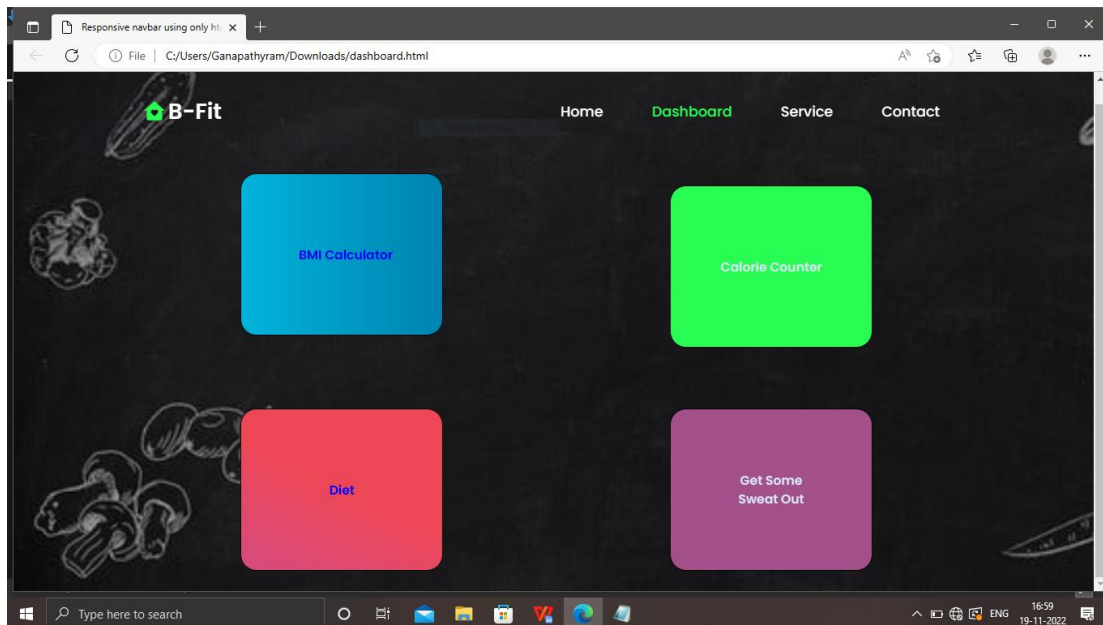 Responsive navbar using only ht
File
C:/Users/Ganapathyram/Downloads/dashboard.html
B-Fit
Home
Dashboard
Service
Contact
BMI Calculator
Calorie Counter
Diet
Get Some
Sweat Out
Type here to search
ENG
16:59
19-11-2022